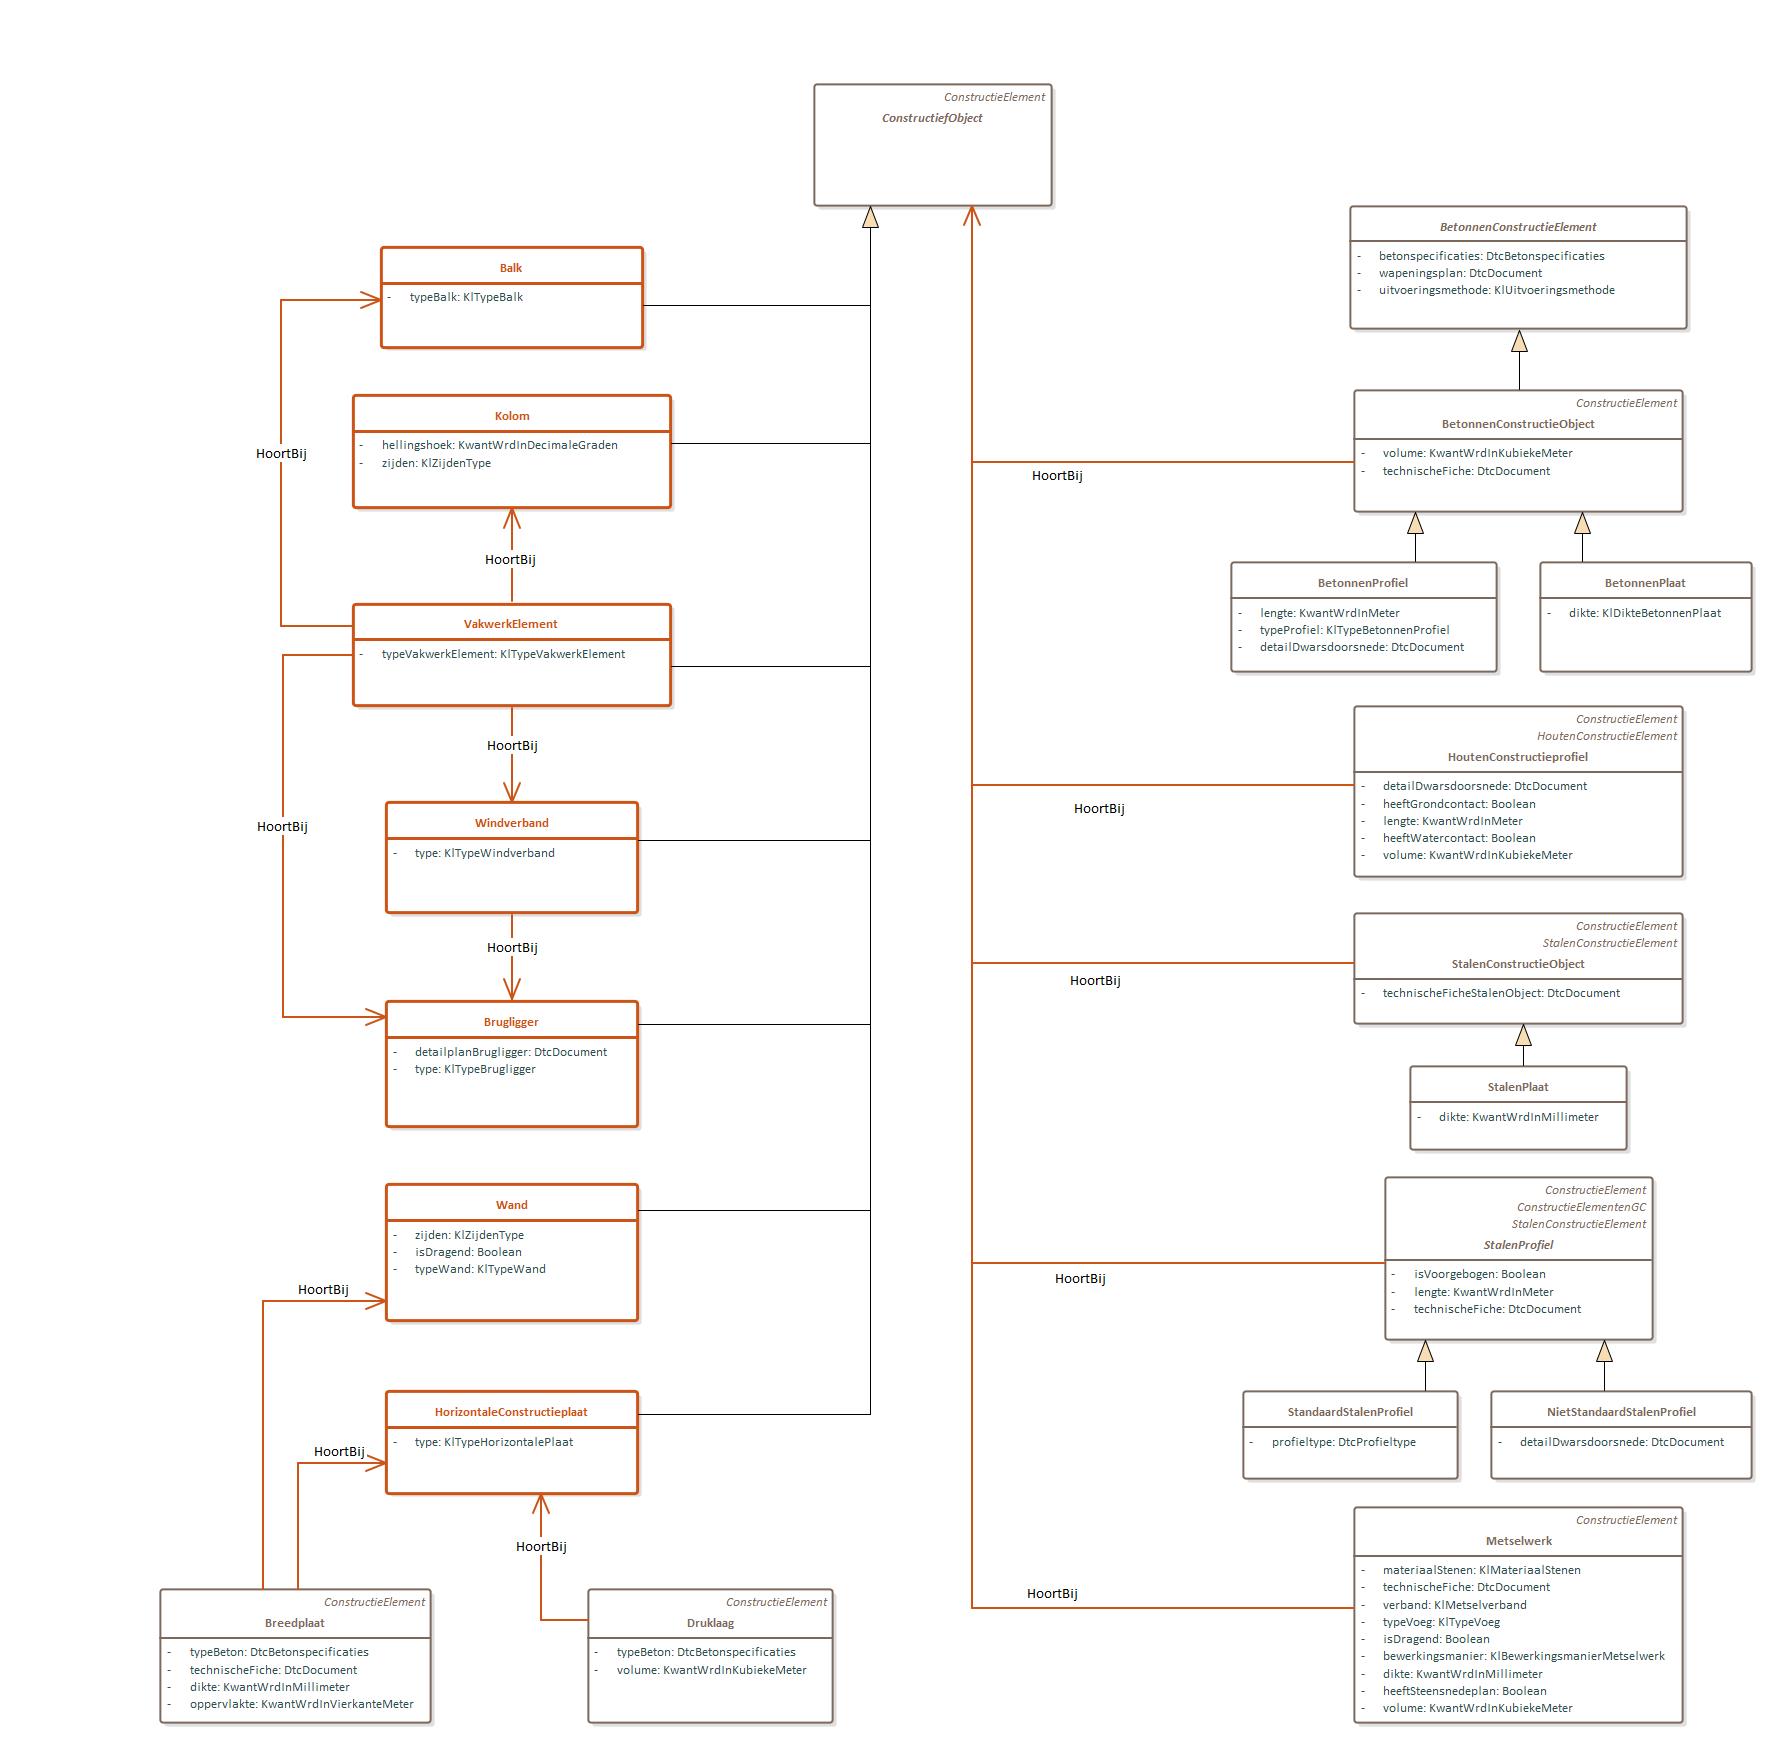 ConstructieElement
ConstructiefObject
Balk
- typeBalk: KlTypeBalk
Kolom
- hellingshoek: KwantWrdInDecimaleGraden
- zijden: KlZijdenType
HoortBij
HoortBij
VakwerkElement
- typeVakwerkElement: KlTypeVakwerkElement
HoortBij
HoortBij
Windverband
- type: KlTypeWindverband
HoortBij
Brugligger
- detailplanBrugligger: DtcDocument
- type: KlTypeBrugligger
Wand
- zijden: KlZijdenType
- isDragend: Boolean
- typeWand: KlTypeWand
HoortBij
HorizontaleConstructieplaat
- type: KlTypeHorizontalePlaat
HoortBij
HoortBij
ConstructieElement
Breedplaat
- typeBeton: DtcBetonspecificaties
- technischeFiche: DtcDocument
- dikte: KwantWrdInMillimeter
- oppervlakte: KwantWrdInVierkanteMeter
ConstructieElement
Druklaag
- typeBeton: DtcBetonspecificaties
- volume: KwantWrdInKubiekeMeter
BetonnenConstructieElement
- betonspecificaties: DtcBetonspecificaties
- wapeningsplan: DtcDocument
- uitvoeringsmethode: KlUitvoeringsmethode
ConstructieElement
BetonnenConstructieObject
- volume: KwantWrdInKubiekeMeter
- technischeFiche: DtcDocument
HoortBij
BetonnenProfiel
- lengte: KwantWrdInMeter
- typeProfiel: KlTypeBetonnenProfiel
- detailDwarsdoorsnede: DtcDocument
BetonnenPlaat
- dikte: KlDikteBetonnenPlaat
ConstructieElement
HoutenConstructieElement
HoutenConstructieprofiel
- detailDwarsdoorsnede: DtcDocument
- heeftGrondcontact: Boolean
- lengte: KwantWrdInMeter
- heeftWatercontact: Boolean
- volume: KwantWrdInKubiekeMeter
HoortBij
ConstructieElement
StalenConstructieElement
StalenConstructieObject
- technischeFicheStalenObject: DtcDocument
HoortBij
StalenPlaat
- dikte: KwantWrdInMillimeter
ConstructieElement
ConstructieElementenGC
StalenConstructieElement
StalenProfiel
- isVoorgebogen: Boolean
- lengte: KwantWrdInMeter
- technischeFiche: DtcDocument
HoortBij
StandaardStalenProfiel
- profieltype: DtcProfieltype
NietStandaardStalenProfiel
- detailDwarsdoorsnede: DtcDocument
ConstructieElement
Metselwerk
- materiaalStenen: KlMateriaalStenen
- technischeFiche: DtcDocument
- verband: KlMetselverband
- typeVoeg: KlTypeVoeg
- isDragend: Boolean
- bewerkingsmanier: KlBewerkingsmanierMetselwerk
- dikte: KwantWrdInMillimeter
- heeftSteensnedeplan: Boolean
- volume: KwantWrdInKubiekeMeter
HoortBij